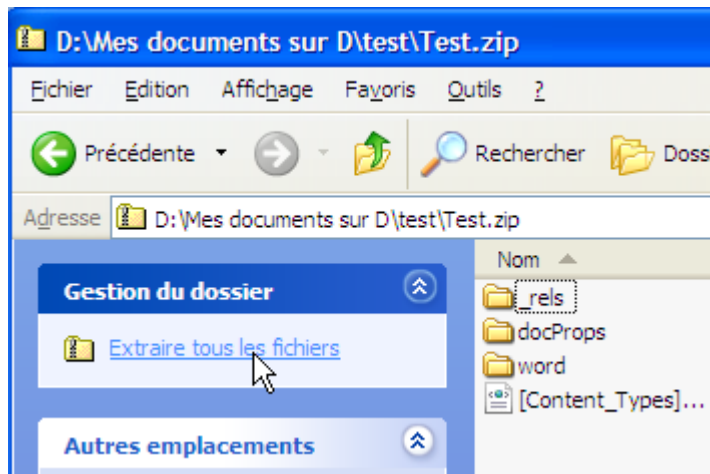 D:\Mes documents sur D\test\Test.zip
Fichier Edition Affichage Favoris Outils ?
Précédente Rechercher Doss
Adresse D:\Mes documents sur D\test\Test.zip
Gestion du dossier
Extraire tous les fichiers
Autres emplacements
Nom
_rels
docProps
word
[Content_Types]...